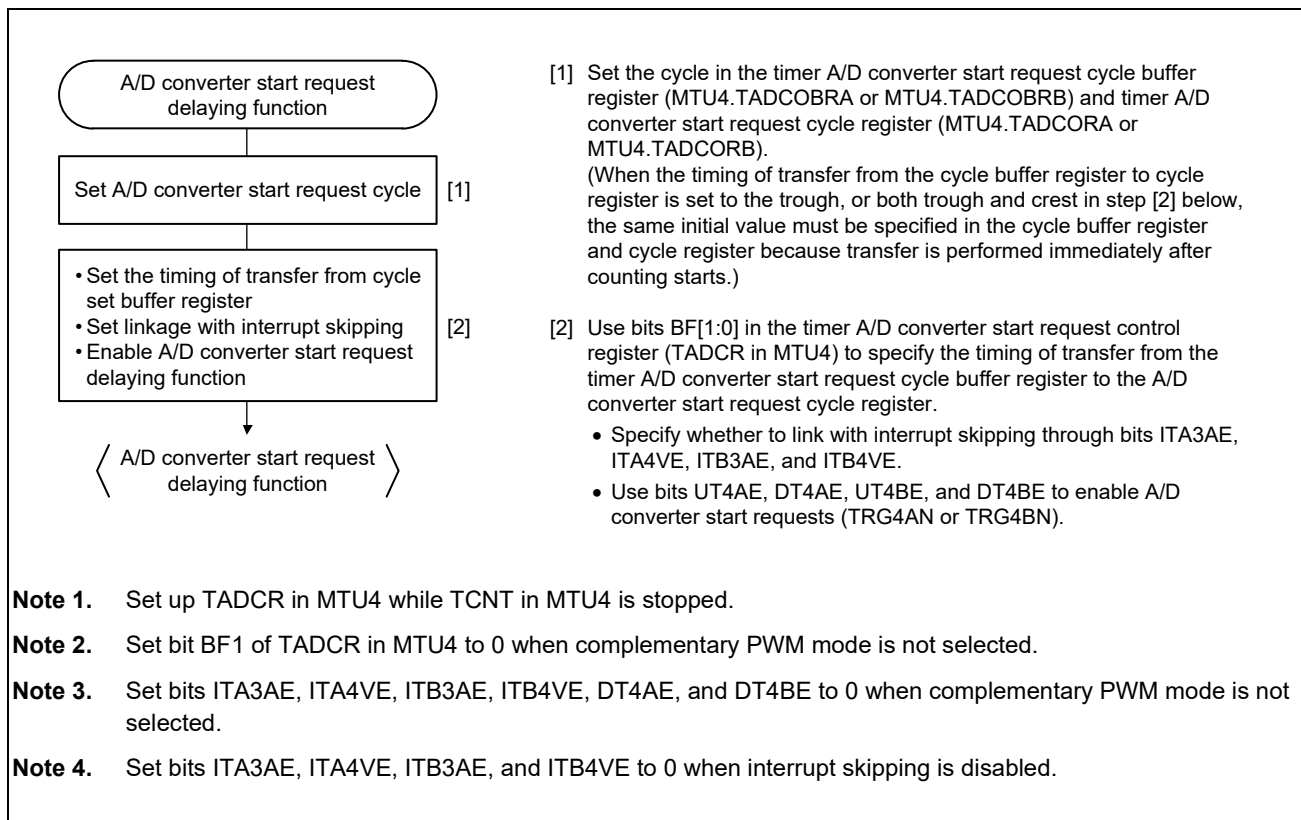 A/D converter start request
delaying function
Set A/D converter start request cycle
[1]
• Set the timing of transfer from cycle
set buffer register
• Set linkage with interrupt skipping
• Enable A/D converter start request
delaying function
[2]
A/D converter start request
delaying function
[1] Set the cycle in the timer A/D converter start request cycle buffer
register (MTU4.TADCOBRA or MTU4.TADCOBRB) and timer A/D
converter start request cycle register (MTU4.TADCORA or
MTU4.TADCORB).
(When the timing of transfer from the cycle buffer register to cycle
register is set to the trough, or both trough and crest in step [2] below,
the same initial value must be specified in the cycle buffer register
and cycle register because transfer is performed immediately after
counting starts.)
[2] Use bits BF[1:0] in the timer A/D converter start request control
register (TADCR in MTU4) to specify the timing of transfer from the
timer A/D converter start request cycle buffer register to the A/D
converter start request cycle register.
• Specify whether to link with interrupt skipping through bits ITA3AE,
ITA4VE, ITB3AE, and ITB4VE.
• Use bits UT4AE, DT4AE, UT4BE, and DT4BE to enable A/D
converter start requests (TRG4AN or TRG4BN).
Note 1. Set up TADCR in MTU4 while TCNT in MTU4 is stopped.
Note 2. Set bit BF1 of TADCR in MTU4 to 0 when complementary PWM mode is not selected.
Note 3. Set bits ITA3AE, ITA4VE, ITB3AE, ITB4VE, DT4AE, and DT4BE to 0 when complementary PWM mode is not
selected.
Note 4. Set bits ITA3AE, ITA4VE, ITB3AE, and ITB4VE to 0 when interrupt skipping is disabled.